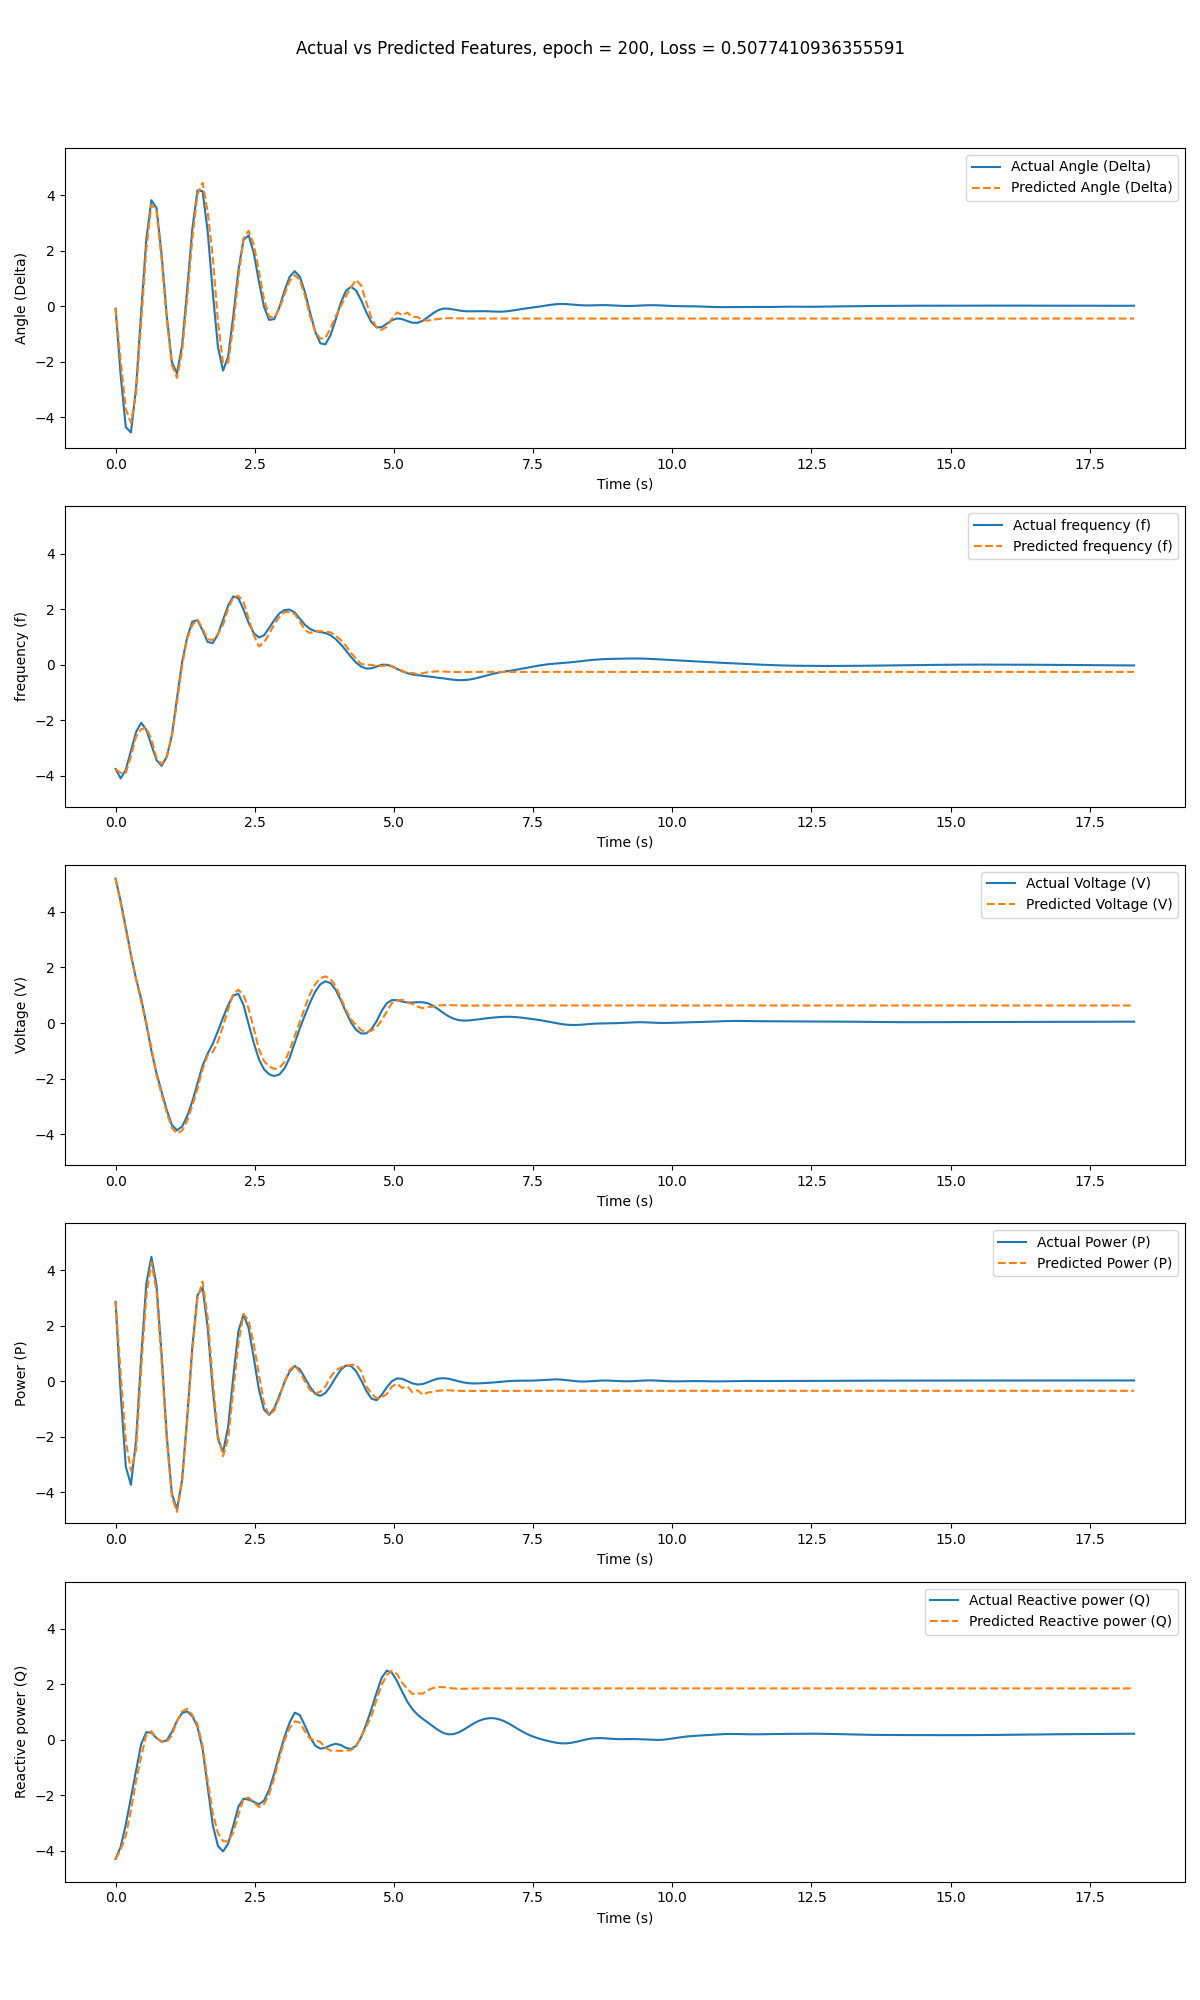 Actual vs Predicted Features, epoch = 200, Loss = 0.5077410936355591
Actual Angle (Delta)
Predicted Angle (Delta)
Angle (Delta)
4
2
0
−2
−4
0.0 2.5 5.0 7.5 10.0 12.5 15.0 17.5
Time (s)
Actual frequency (f)
Predicted frequency (f)
frequency (f)
4
2
0
−2
−4
0.0 2.5 5.0 7.5 10.0 12.5 15.0 17.5
Time (s)
Actual Voltage (V)
Predicted Voltage (V)
Voltage (V)
4
2
0
−2
−4
0.0 2.5 5.0 7.5 10.0 12.5 15.0 17.5
Time (s)
Actual Power (P)
Predicted Power (P)
Power (P)
4
2
0
−2
−4
0.0 2.5 5.0 7.5 10.0 12.5 15.0 17.5
Time (s)
Actual Reactive power (Q)
Predicted Reactive power (Q)
Reactive power (Q)
4
2
0
−2
−4
0.0 2.5 5.0 7.5 10.0 12.5 15.0 17.5
Time (s)